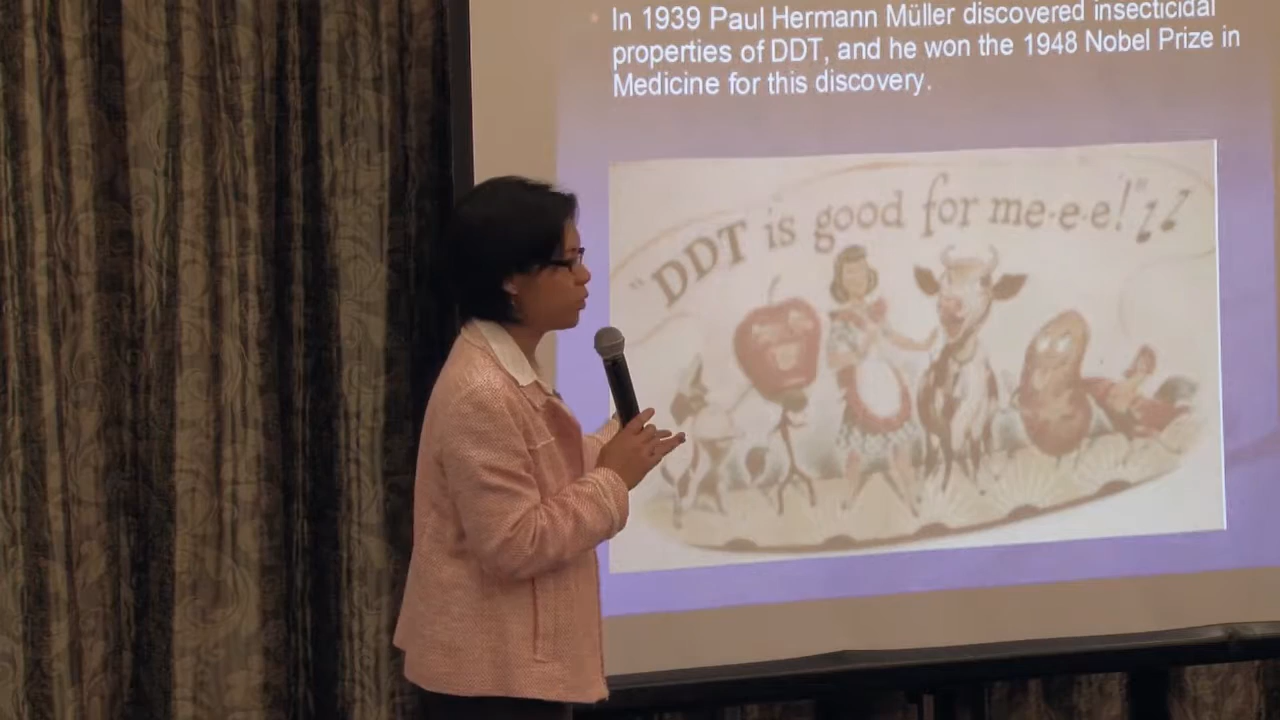 In 1939 Paul Hermann Müller discovered insecticidal
properties of DDT, and he won the 1948 Nobel Prize in
Medicine for this discovery.
"DDT is good for me-e-e!"